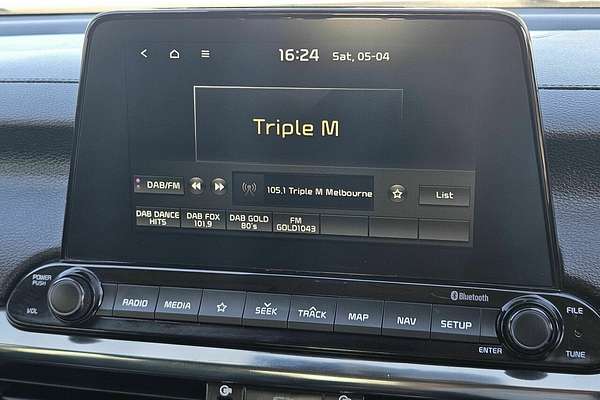 16:24 Sat, 05-04
Triple M
DAB/FM 105.1 Triple M Melbourne List
DAB DANCE HITS DAB FOX 101.9 DAB GOLD 80's FM GOLD1043
POWER PUSH
VOL
RADIO MEDIA SEEK TRACK MAP NAV SETUP
Bluetooth
FILE
ENTER
TUNE